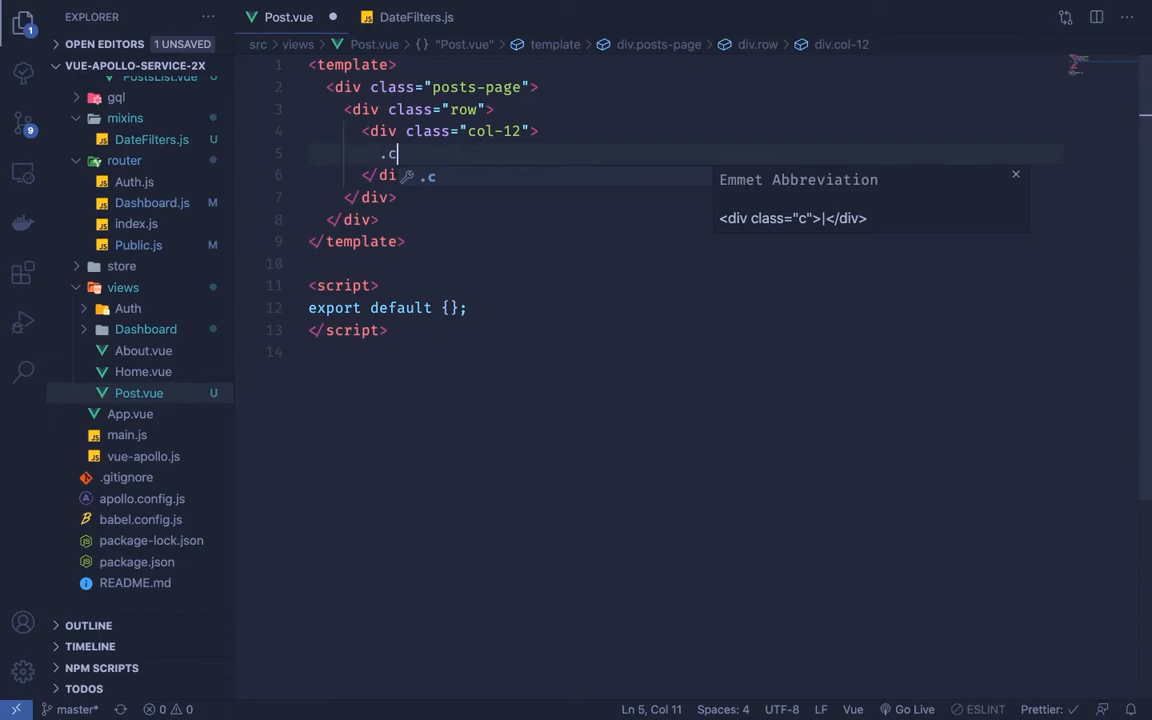 EXPLORER
Post.vue
DateFilters.js
1
OPEN EDITORS 1 UNSAVED
src > views > Post.vue > {} "Post.vue" > template > div.posts-page > div.row > div.col-12
VUE-APOLLO-SERVICE-2X
PostsList.vue U
gql
mixins
DateFilters.js U
router
Auth.js
Dashboard.js M
index.js
Public.js M
store
views
Auth
Dashboard
About.vue
Home.vue
Post.vue U
App.vue
main.js
vue-apollo.js
.gitignore
apollo.config.js
babel.config.js
package-lock.json
package.json
README.md
OUTLINE
TIMELINE
NPM SCRIPTS
TODOS
9
1 <template>
2 <div class="posts-page">
3 <div class="row">
4 <div class="col-12">
5 .c
6 </di
7 </div>
8 </div>
9 </template>
10
11 <script>
12 export default {};
13 </script>
14
.c
Emmet Abbreviation
<div class="c">|</div>
master*
0
0
Ln 5, Col 11
Spaces: 4
UTF-8
LF
Vue
Go Live
ESLINT
Prettier: ✓